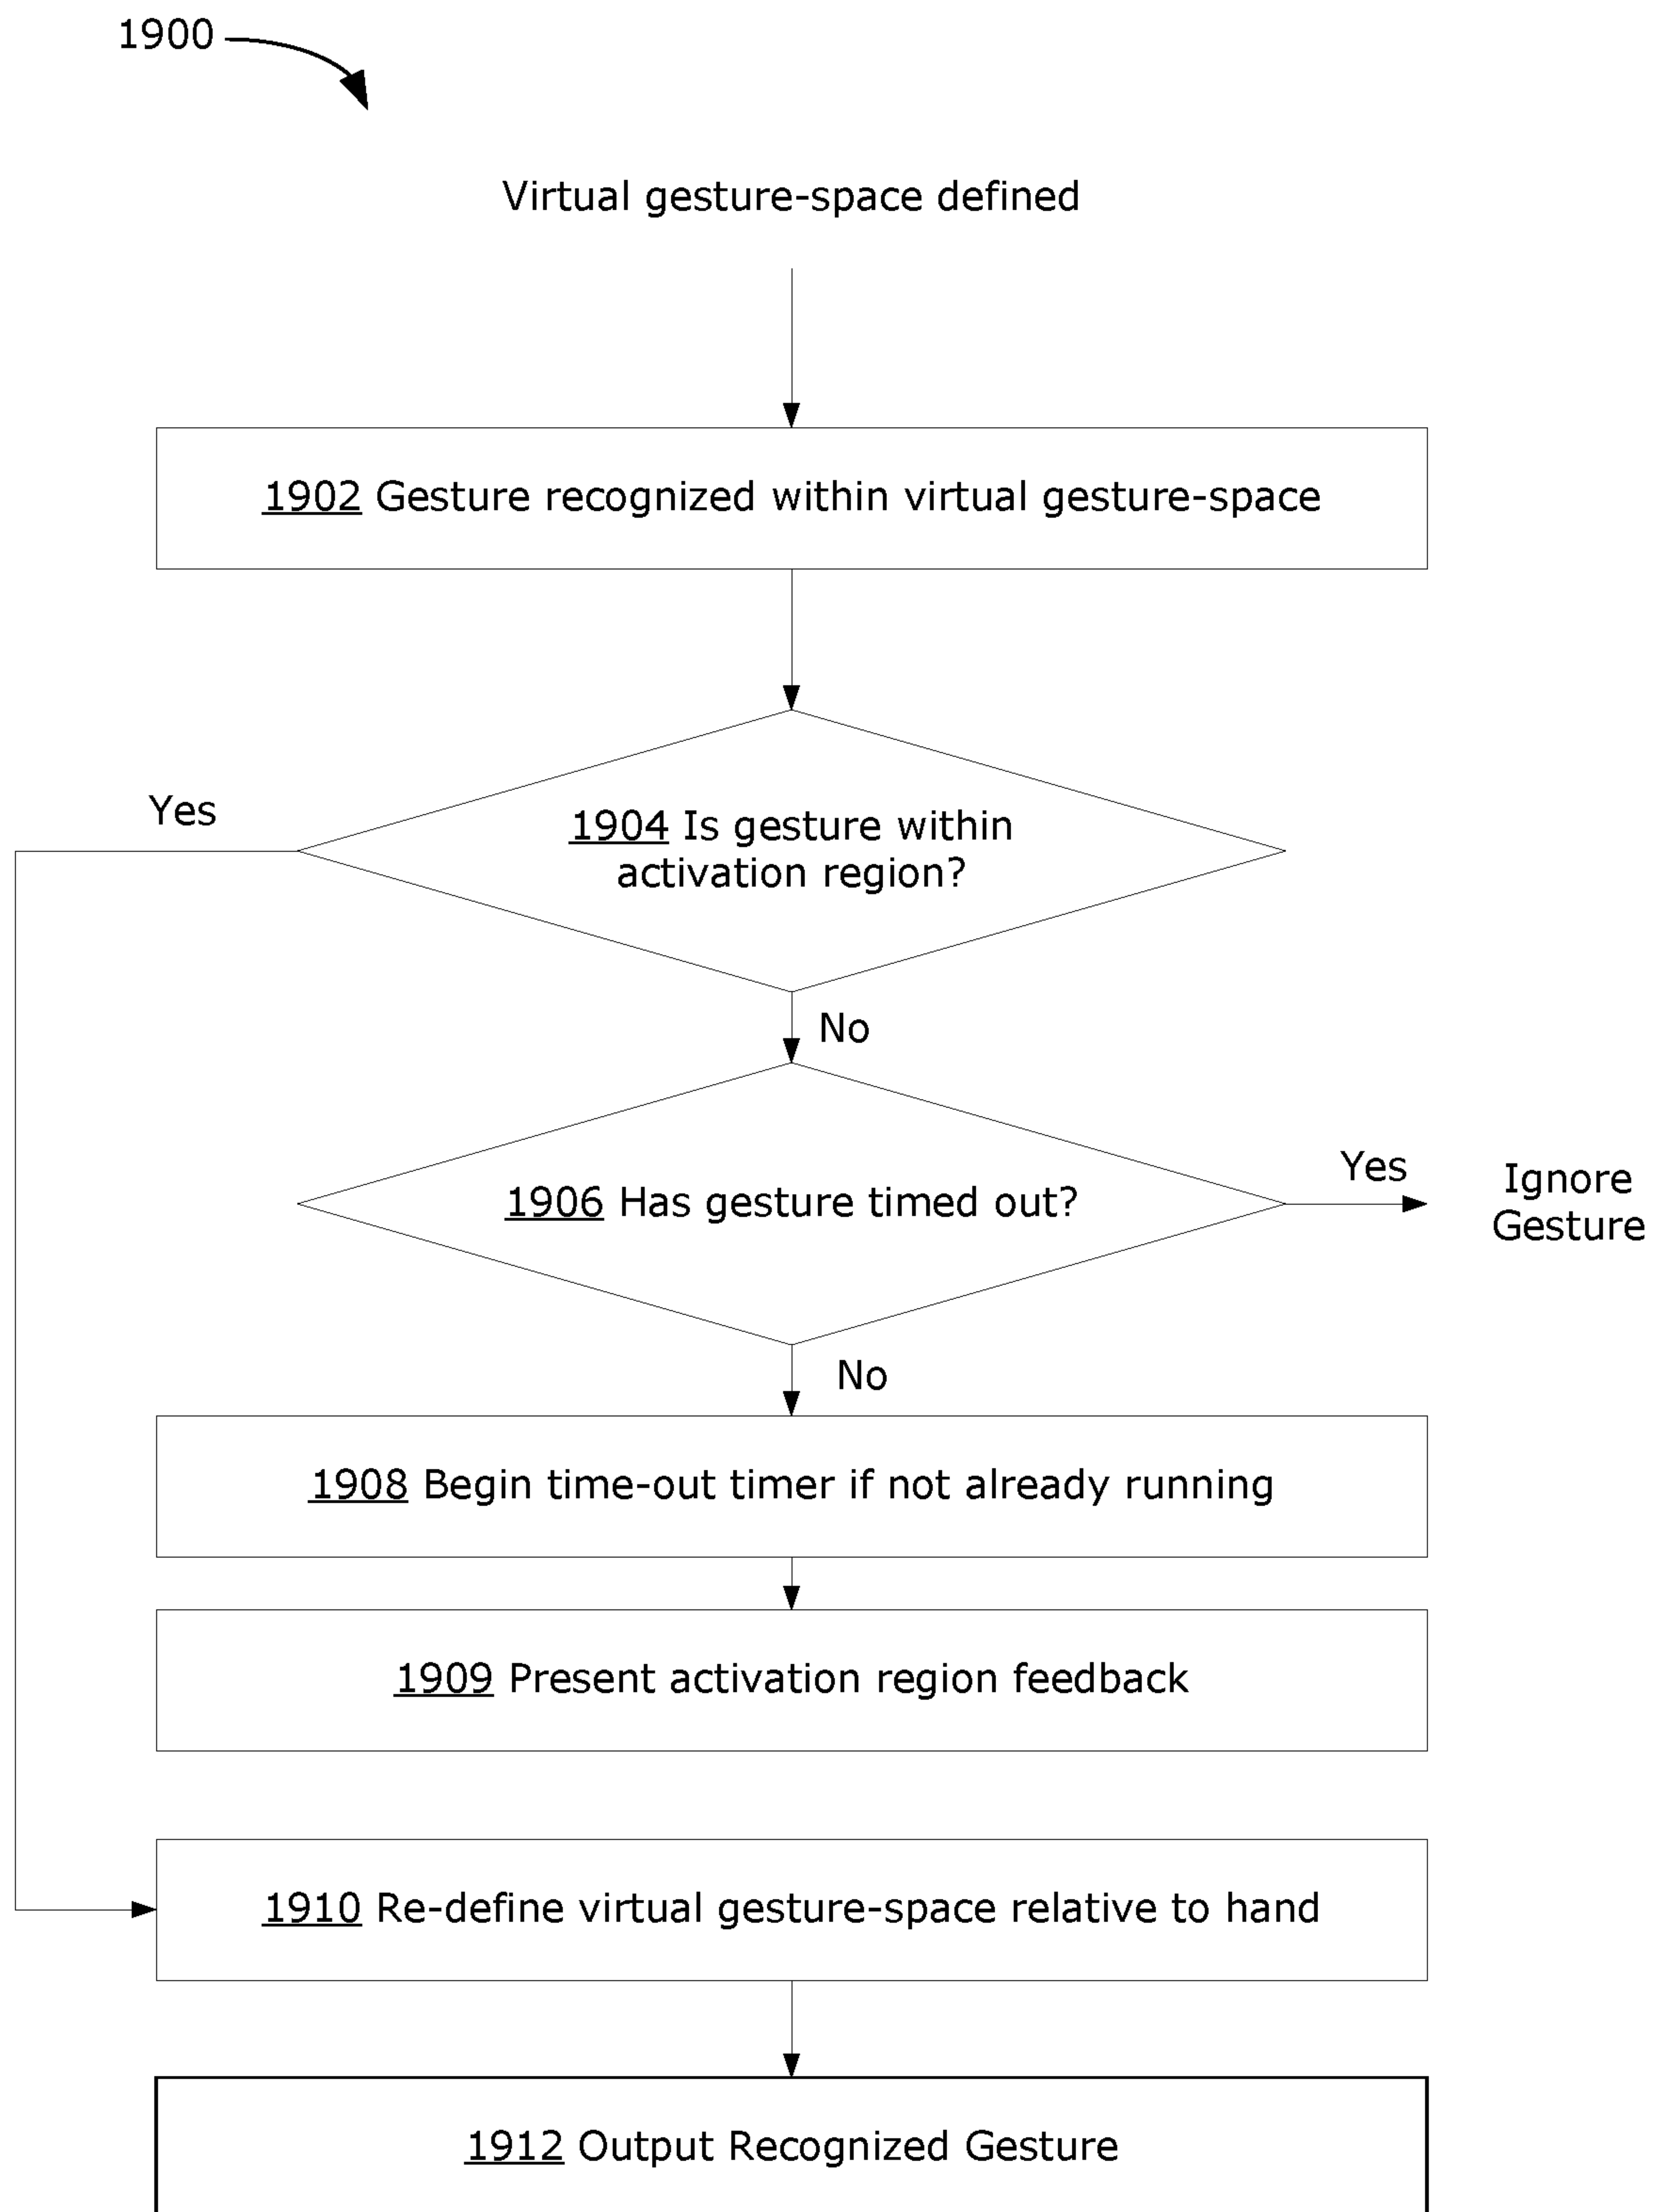 1900
Virtual gesture-space defined
1902 Gesture recognized within virtual gesture-space
Yes
1904 Is gesture within
activation region?
No
1906 Has gesture timed out?
Yes
Ignore
Gesture
No
1908 Begin time-out timer if not already running
1909 Present activation region feedback
1910 Re-define virtual gesture-space relative to hand
1912 Output Recognized Gesture